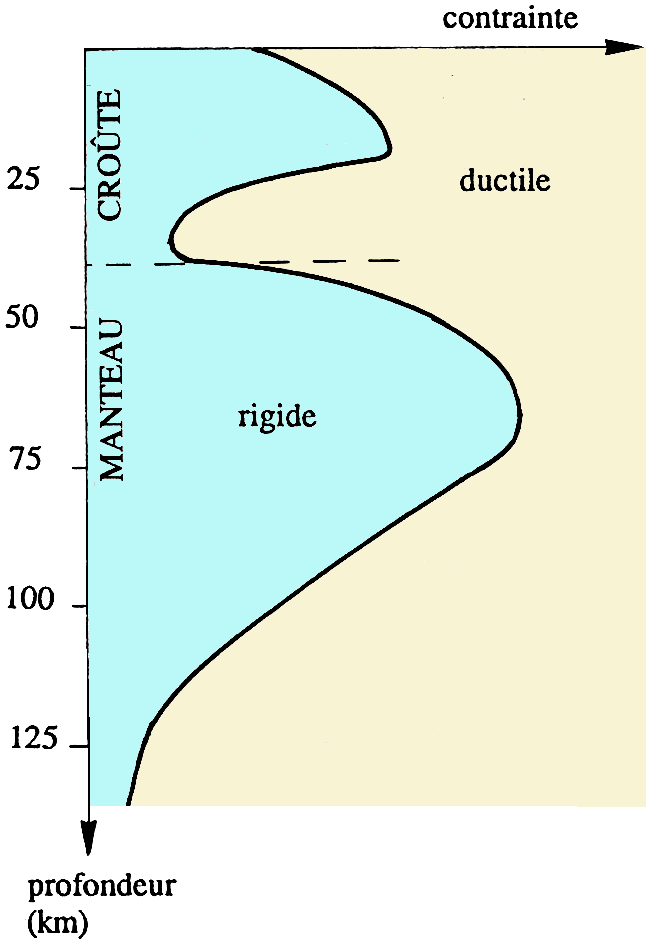 contrainte
CROÛTE
25
ductile
50
MANTEAU
rigide
75
100
125
profondeur
(km)